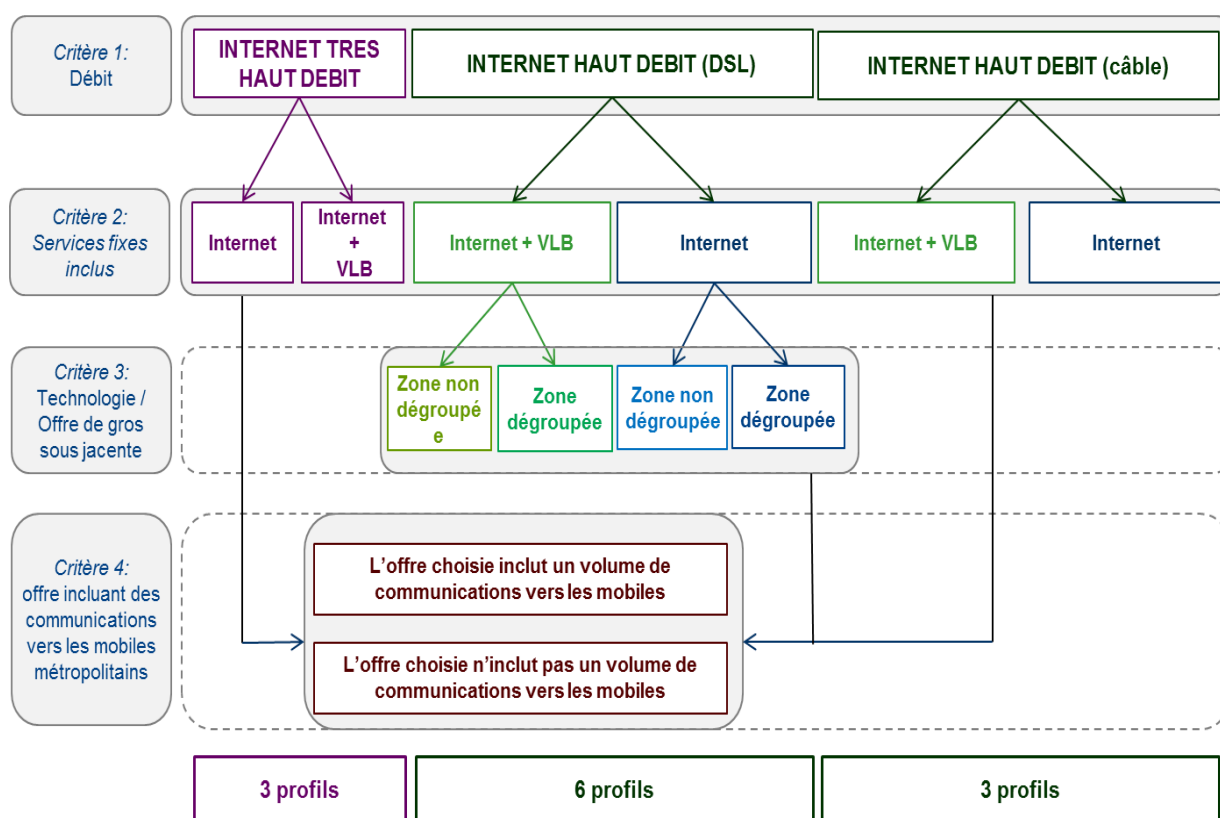 Critère 1:
Débit
INTERNET TRES
HAUT DEBIT
INTERNET HAUT DEBIT (DSL)
INTERNET HAUT DEBIT (câble)
Critère 2:
Services fixes
inclus
Internet
Internet
+
VLB
Internet + VLB
Internet
Internet + VLB
Internet
Critère 3:
Technologie /
Offre de gros
sous jacente
Zone non
dégroupé
e
Zone
dégroupée
Zone non
dégroupée
Zone
dégroupée
Critère 4:
offre incluant des
communications
vers les mobiles
métropolitains
L'offre choisie inclut un volume de
communications vers les mobiles
L'offre choisie n'inclut pas un volume de
communications vers les mobiles
3 profils
6 profils
3 profils